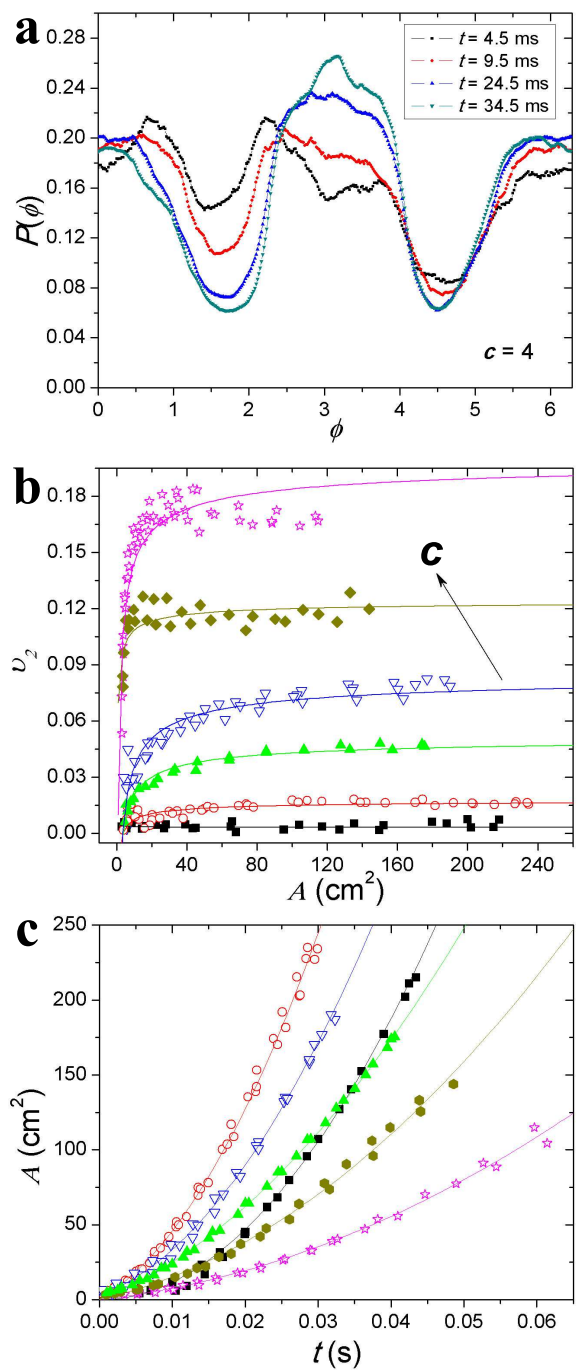 a
t = 4.5 ms
t = 9.5 ms
t = 24.5 ms
t = 34.5 ms
0.28
0.24
0.20
0.16
0.12
0.08
0.04
0.00
P(ϕ)
c = 4
0 1 2 3 4 5 6
ϕ
b
0.18
0.15
0.12
0.09
0.06
0.03
0.00
υ2
c
0 40 80 120 160 200 240
A (cm²)
c
250
200
150
100
50
0
A (cm²)
0.00 0.01 0.02 0.03 0.04 0.05 0.06
t (s)